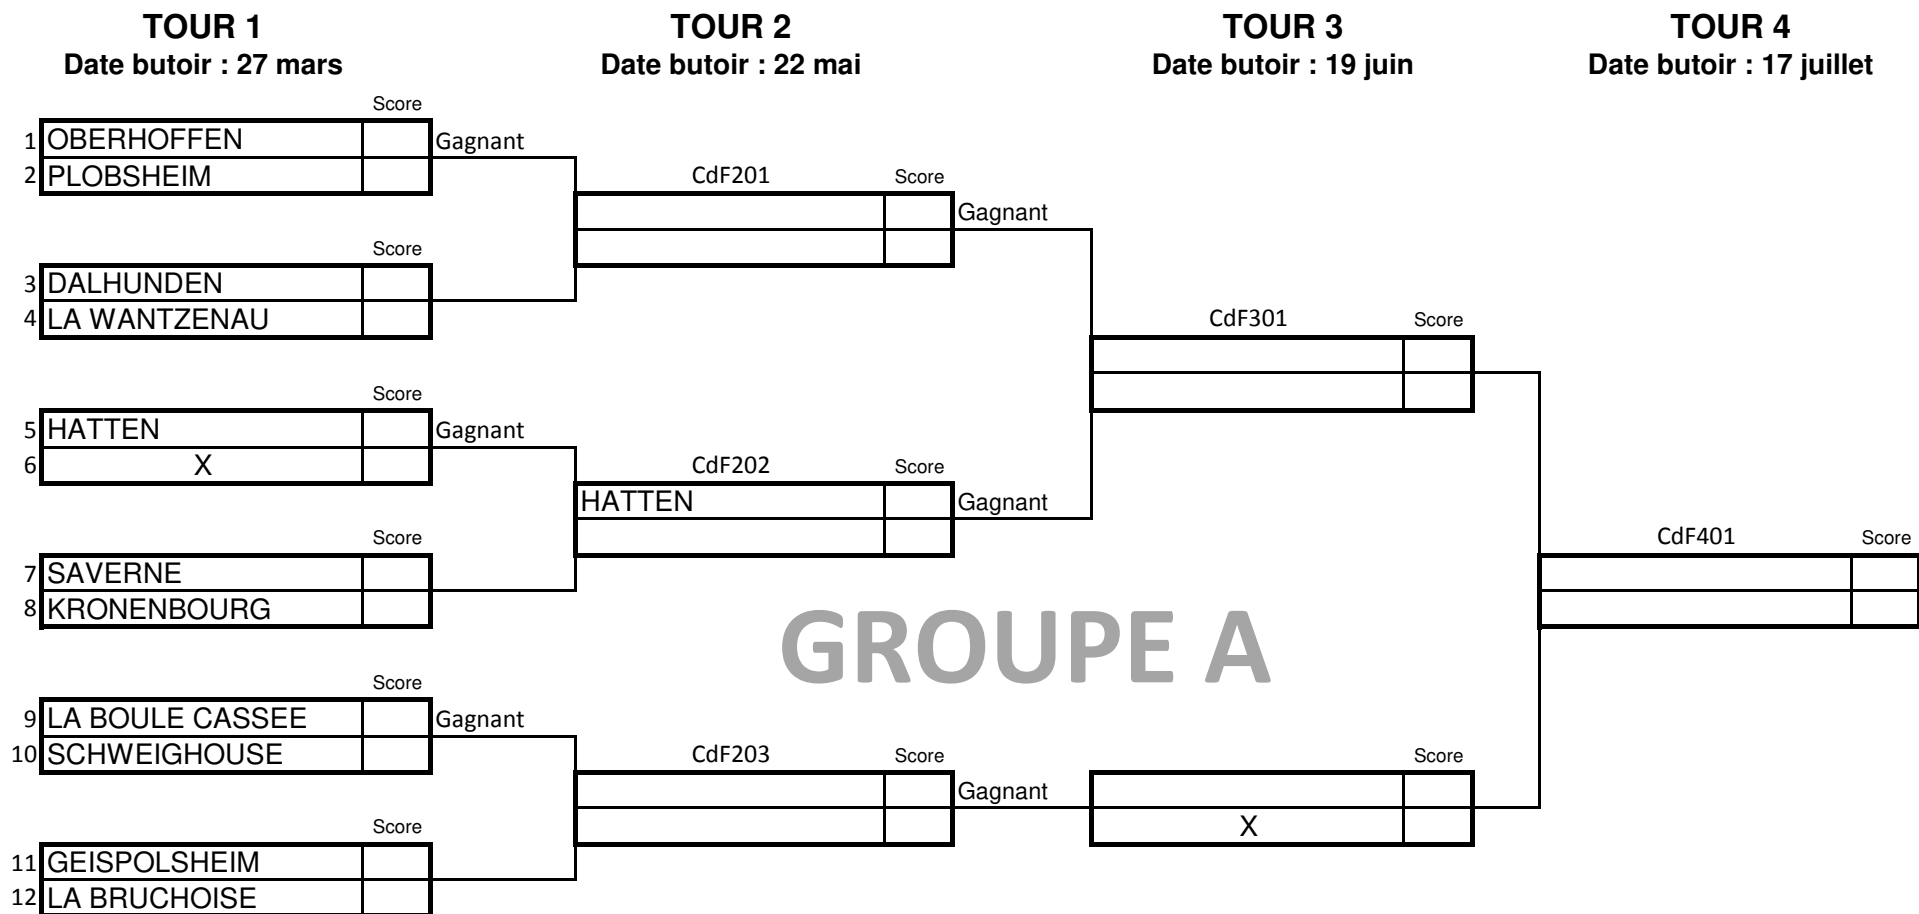 TOUR 1 TOUR 2 TOUR 3 TOUR 4
Date butoir : 27 mars Date butoir : 22 mai Date butoir : 19 juin Date butoir : 17 juillet
Score
1 OBERHOFFEN Gagnant
2 PLOBSHEIM CdF201 Score
Gagnant
Score
3 DALHUNDEN
4 LA WANTZENAU CdF301 Score
Score
5 HATTEN Gagnant
6 X CdF202 Score
HATTEN Gagnant
Score CdF401 Score
7 SAVERNE
8 KRONENBOURG
GROUPE A
Score
9 LA BOULE CASSEE Gagnant
10 SCHWEIGHOUSE CdF203 Score Score
Gagnant
Score X
11 GEISPOLSHEIM
12 LA BRUCHOISE